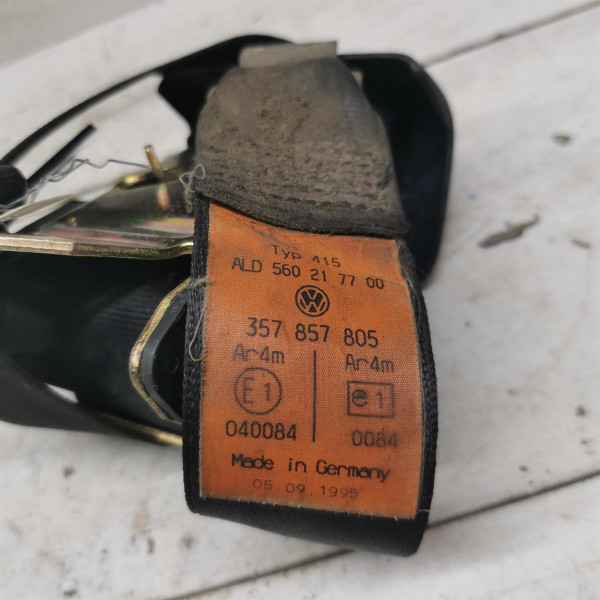 Typ 415
ALD 560 21 77 00
VW
357 857 805
Ar4m Ar4m
E1 e1
040084 0084
Made in Germany
05.09.1995